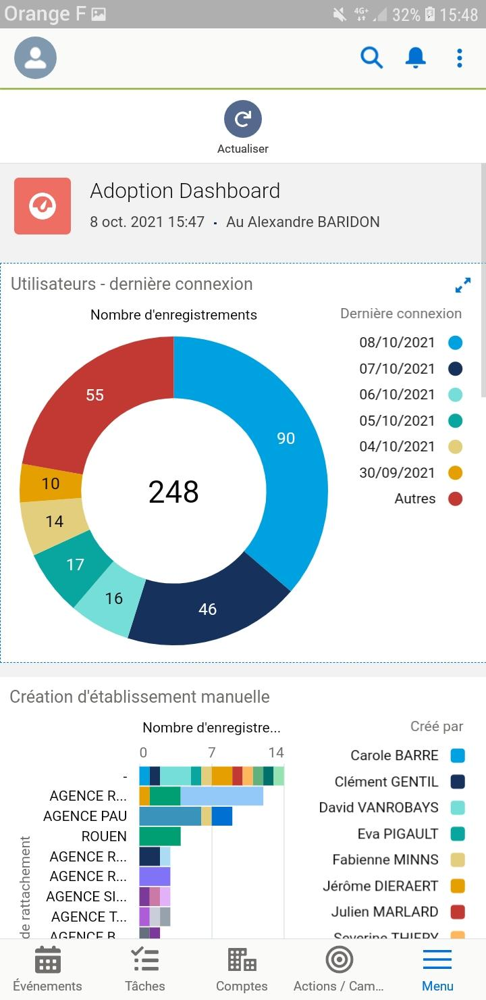 Orange F
4G+ 32% 15:48
Actualiser
Adoption Dashboard
8 oct. 2021 15:47 · Au Alexandre BARIDON
Utilisateurs - dernière connexion
Nombre d'enregistrements
Dernière connexion
08/10/2021
07/10/2021
06/10/2021
05/10/2021
04/10/2021
30/09/2021
Autres
55
90
10
248
14
17
16
46
Création d'établissement manuelle
Nombre d'enregistre...
Créé par
0 7 14
-
AGENCE R...
AGENCE PAU
ROUEN
AGENCE R...
AGENCE R...
AGENCE SI...
AGENCE T...
AGENCE B...
de rattachement
Carole BARRE
Clément GENTIL
David VANROBAYS
Eva PIGAULT
Fabienne MINNS
Jérôme DIERAERT
Julien MARLARD
Severine THIERY
Événements
Tâches
Comptes
Actions / Cam...
Menu